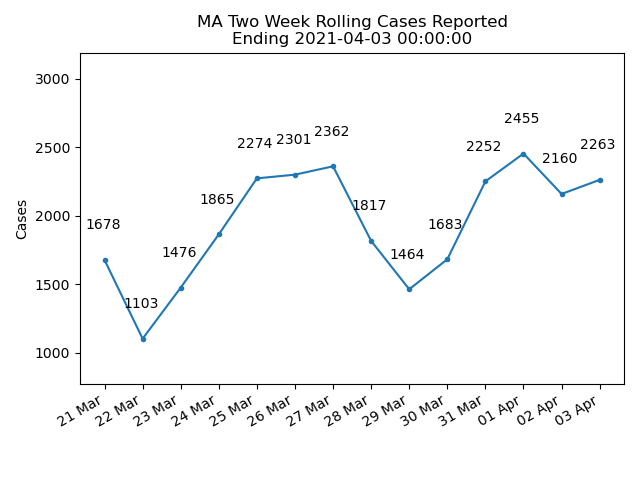 MA Two Week Rolling Cases Reported
Ending 2021-04-03 00:00:00
3000
2500
2000
1500
1000
Cases
1678
1103
1476
1865
2274
2301
2362
1817
1464
1683
2252
2455
2160
2263
21 Mar
22 Mar
23 Mar
24 Mar
25 Mar
26 Mar
27 Mar
28 Mar
29 Mar
30 Mar
31 Mar
01 Apr
02 Apr
03 Apr